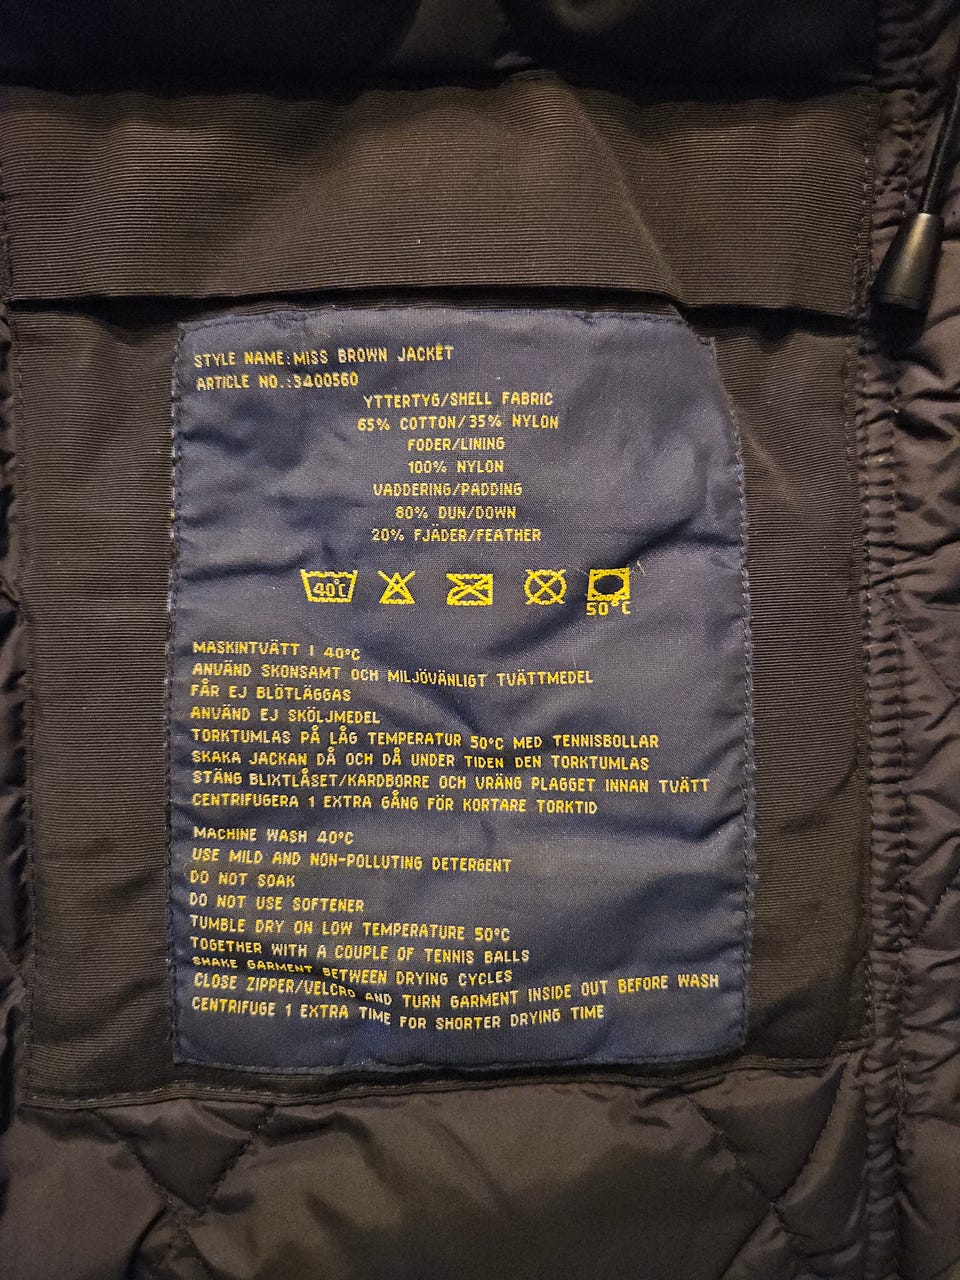 STYLE NAME:MISS BROWN JACKET
ARTICLE NO.:3400560
YTTERTYG/SHELL FABRIC
65% COTTON/35% NYLON
FODER/LINING
100% NYLON
VADDERING/PADDING
80% DUN/DOWN
20% FJÄDER/FEATHER
40°C
50°C
MASKINTVÄTT I 40°C
ANVÄND SKONSAMT OCH MILJÖVÄNLIGT TVÄTTMEDEL
FÅR EJ BLÖTLÄGGAS
ANVÄND EJ SKÖLJMEDEL
TORKTUMLAS PÅ LÅG TEMPERATUR 50°C MED TENNISBOLLAR
SKAKA JACKAN DÅ OCH DÅ UNDER TIDEN DEN TORKTUMLAS
STÄNG BLIXTLÅSET/KARDBORRE OCH VRÄNG PLAGGET INNAN TVÄTT
CENTRIFUGERA 1 EXTRA GÅNG FÖR KORTARE TORKTID
MACHINE WASH 40°C
USE MILD AND NON-POLLUTING DETERGENT
DO NOT SOAK
DO NOT USE SOFTENER
TUMBLE DRY ON LOW TEMPERATURE 50°C
TOGETHER WITH A COUPLE OF TENNIS BALLS
SHAKE GARMENT BETWEEN DRYING CYCLES
CLOSE ZIPPER/VELCRO AND TURN GARMENT INSIDE OUT BEFORE WASH
CENTRIFUGE 1 EXTRA TIME FOR SHORTER DRYING TIME